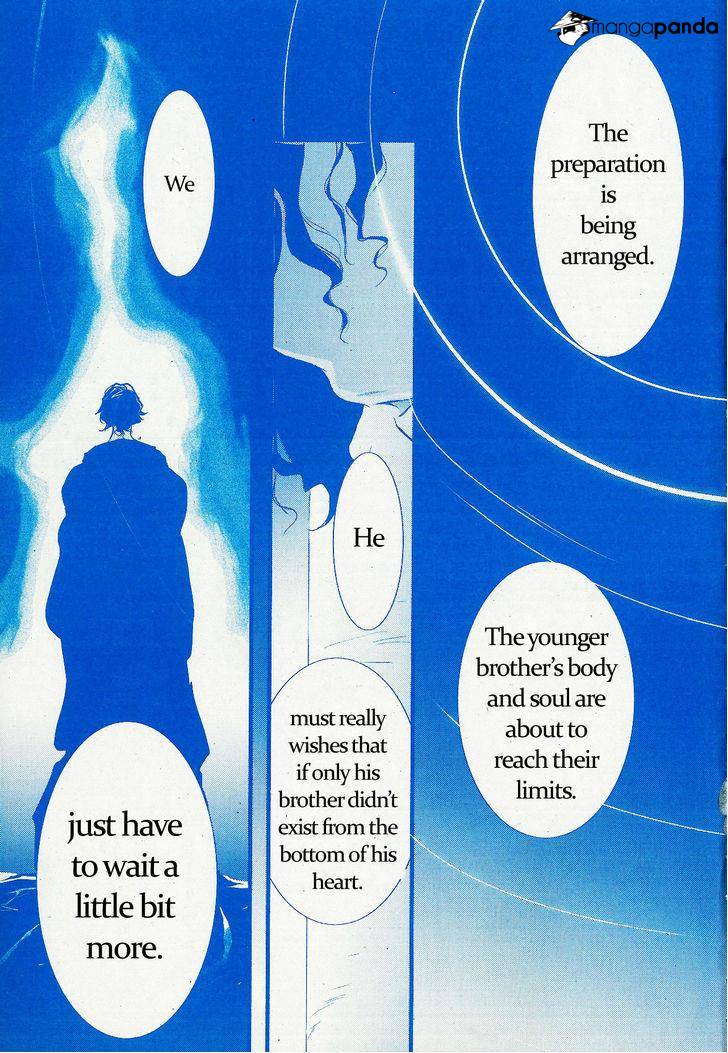 mangapanda
The
preparation
is
being
arranged.
The younger
brother's body
and soul are
about to
reach their
limits.
He
must really
wishes that
if only his
brother didn't
exist from the
bottom of his
heart.
We
just have
to wait a
little bit
more.